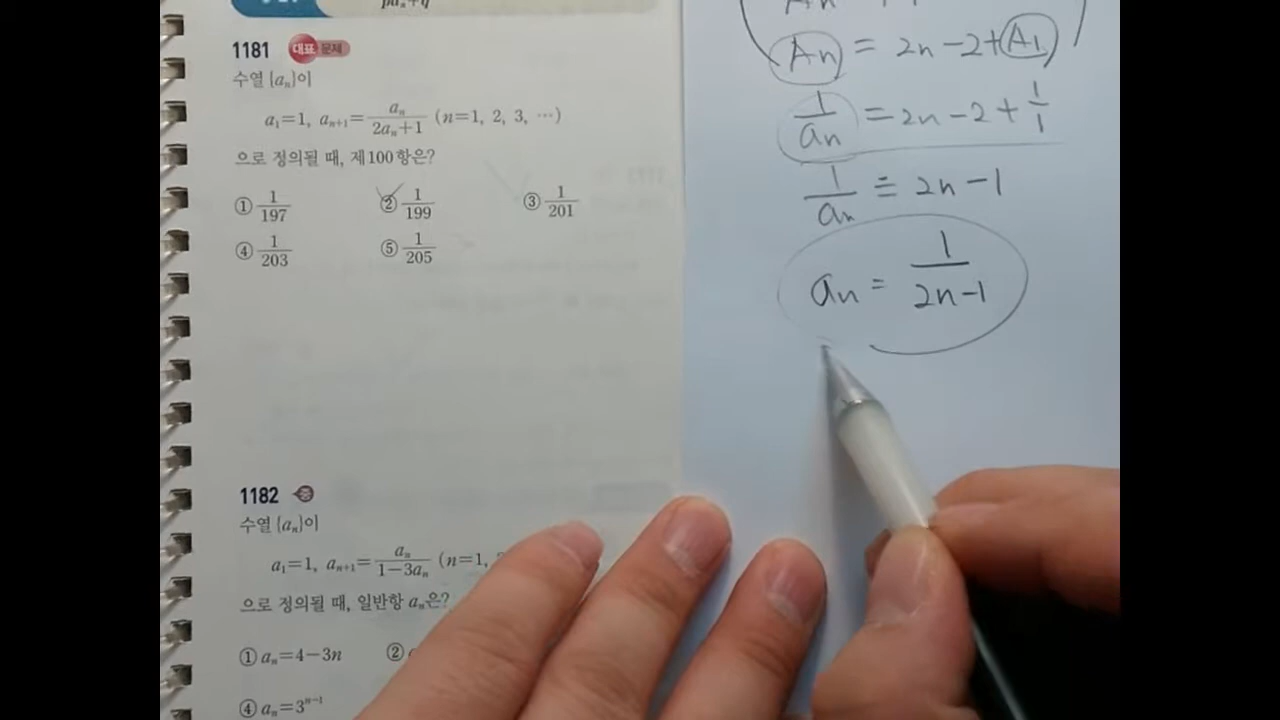 1181 대표 문제
수열 {aₙ}이
a₁=1, aₙ₊₁= aₙ/(2aₙ+1) (n=1, 2, 3, ⋯)
으로 정의될 때, 제100항은?
① 1/197 ② 1/199 ③ 1/201
④ 1/203 ⑤ 1/205
1182 중
수열 {aₙ}이
a₁=1, aₙ₊₁= aₙ/(1-3aₙ) (n=1,
으로 정의될 때, 일반항 aₙ은?
① aₙ=4-3n ②
④ aₙ=3ⁿ⁻¹
Aₙ = 2n-2+A₁
1/aₙ = 2n-2+1/1
1/aₙ = 2n-1
aₙ = 1/(2n-1)